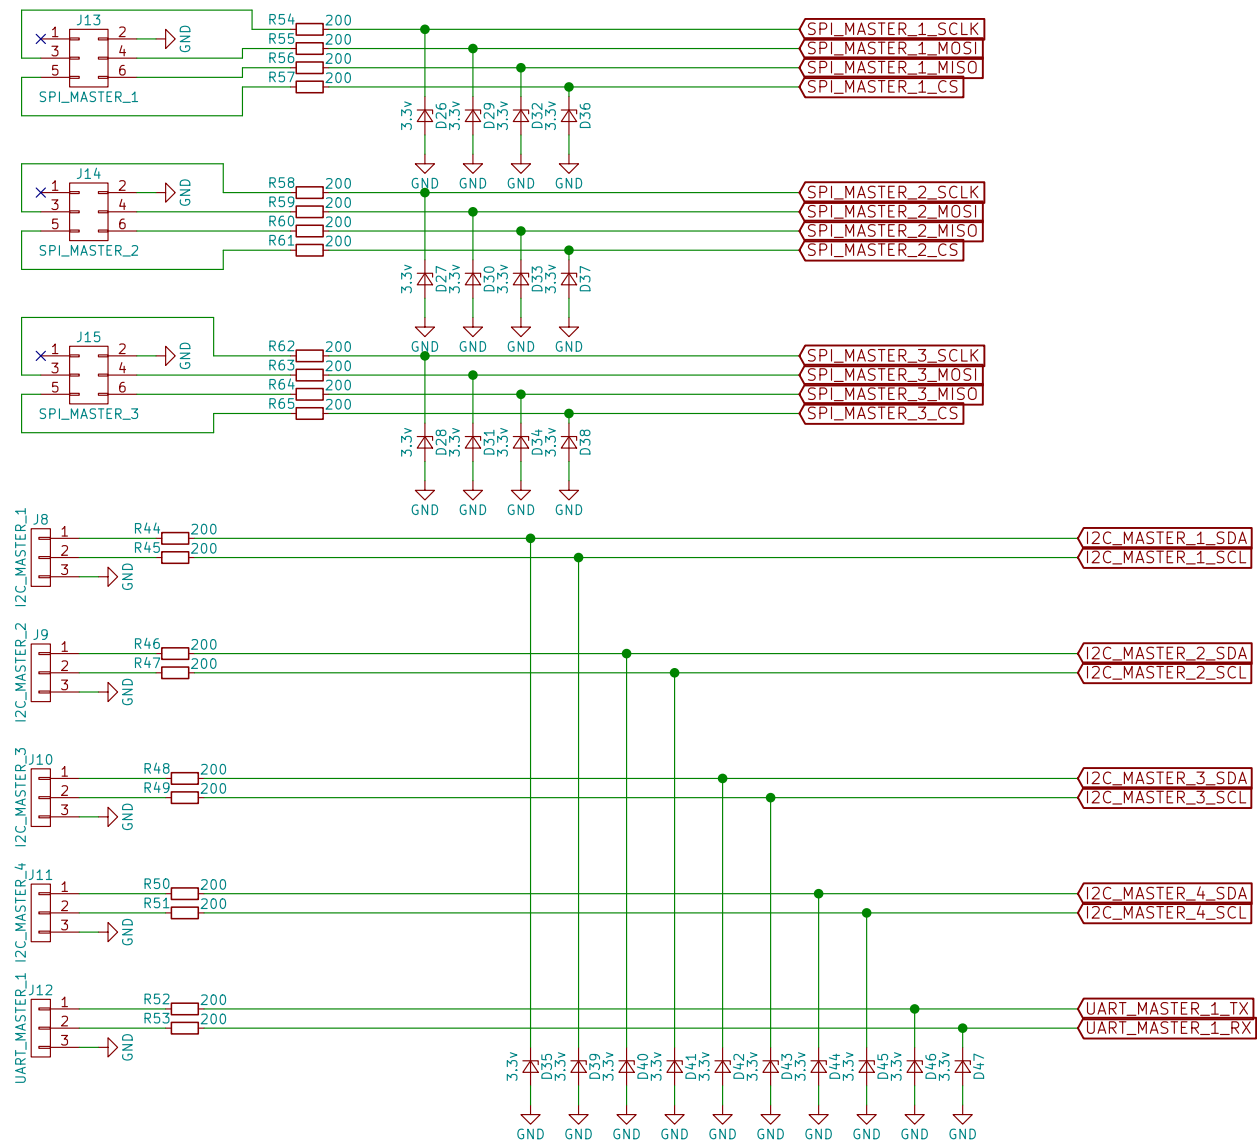 J13
1 2 GND
3 4
5 6
SPI_MASTER_1
R54 200 SPI_MASTER_1_SCLK
R55 200 SPI_MASTER_1_MOSI
R56 200 SPI_MASTER_1_MISO
R57 200 SPI_MASTER_1_CS
3.3v D26 3.3v D29 3.3v D32 3.3v D36
GND GND GND GND
J14
1 2 GND
3 4
5 6
SPI_MASTER_2
R58 200 SPI_MASTER_2_SCLK
R59 200 SPI_MASTER_2_MOSI
R60 200 SPI_MASTER_2_MISO
R61 200 SPI_MASTER_2_CS
3.3v D27 3.3v D30 3.3v D33 3.3v D37
GND GND GND GND
J15
1 2 GND
3 4
5 6
SPI_MASTER_3
R62 200 SPI_MASTER_3_SCLK
R63 200 SPI_MASTER_3_MOSI
R64 200 SPI_MASTER_3_MISO
R65 200 SPI_MASTER_3_CS
3.3v D28 3.3v D31 3.3v D34 3.3v D38
GND GND GND GND
J8
I2C_MASTER_1
1 R44 200 I2C_MASTER_1_SDA
2 R45 200 I2C_MASTER_1_SCL
3 GND
J9
I2C_MASTER_2
1 R46 200 I2C_MASTER_2_SDA
2 R47 200 I2C_MASTER_2_SCL
3 GND
J10
I2C_MASTER_3
1 R48 200 I2C_MASTER_3_SDA
2 R49 200 I2C_MASTER_3_SCL
3 GND
J11
I2C_MASTER_4
1 R50 200 I2C_MASTER_4_SDA
2 R51 200 I2C_MASTER_4_SCL
3 GND
J12
UART_MASTER_1
1 R52 200 UART_MASTER_1_TX
2 R53 200 UART_MASTER_1_RX
3 GND
3.3v D35 3.3v D39 3.3v D40 3.3v D41 3.3v D42 3.3v D43 3.3v D44 3.3v D45 3.3v D46 3.3v D47
GND GND GND GND GND GND GND GND GND GND